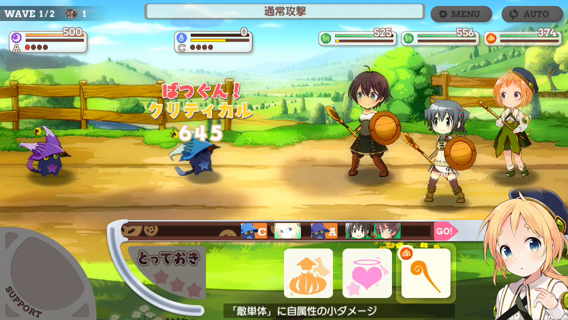 WAVE 1/2 1
通常攻撃
MENU
AUTO
500
A
0
C
525
556
374
ばつぐん!
クリティカル
645
C A GO!
とっておき
SUPPORT
「敵単体」に自属性の小ダメージ